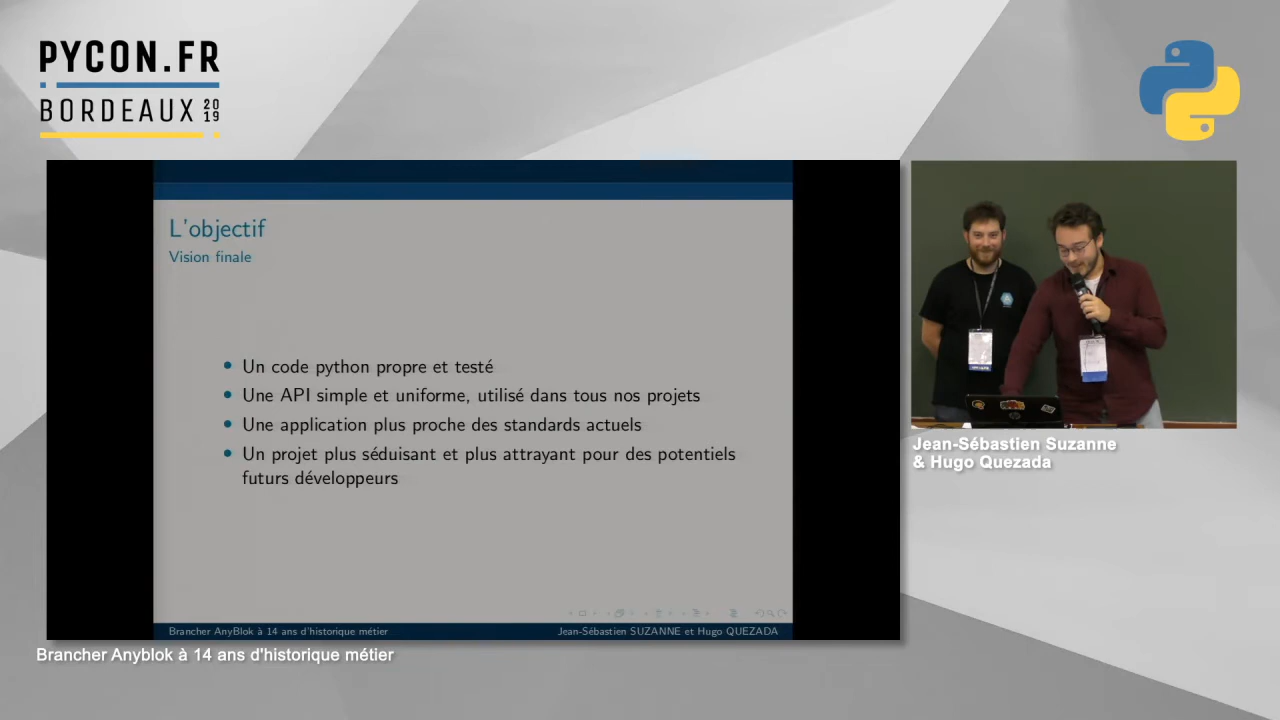 PYCON.FR
BORDEAUX 2019
L'objectif
Vision finale
Un code python propre et testé
Une API simple et uniforme, utilisé dans tous nos projets
Une application plus proche des standards actuels
Un projet plus séduisant et plus attrayant pour des potentiels
futurs développeurs
Brancher AnyBlok à 14 ans d'historique métier
Jean-Sébastien SUZANNE et Hugo QUEZADA
Jean-Sébastien Suzanne
& Hugo Quezada
Brancher Anyblok à 14 ans d'historique métier